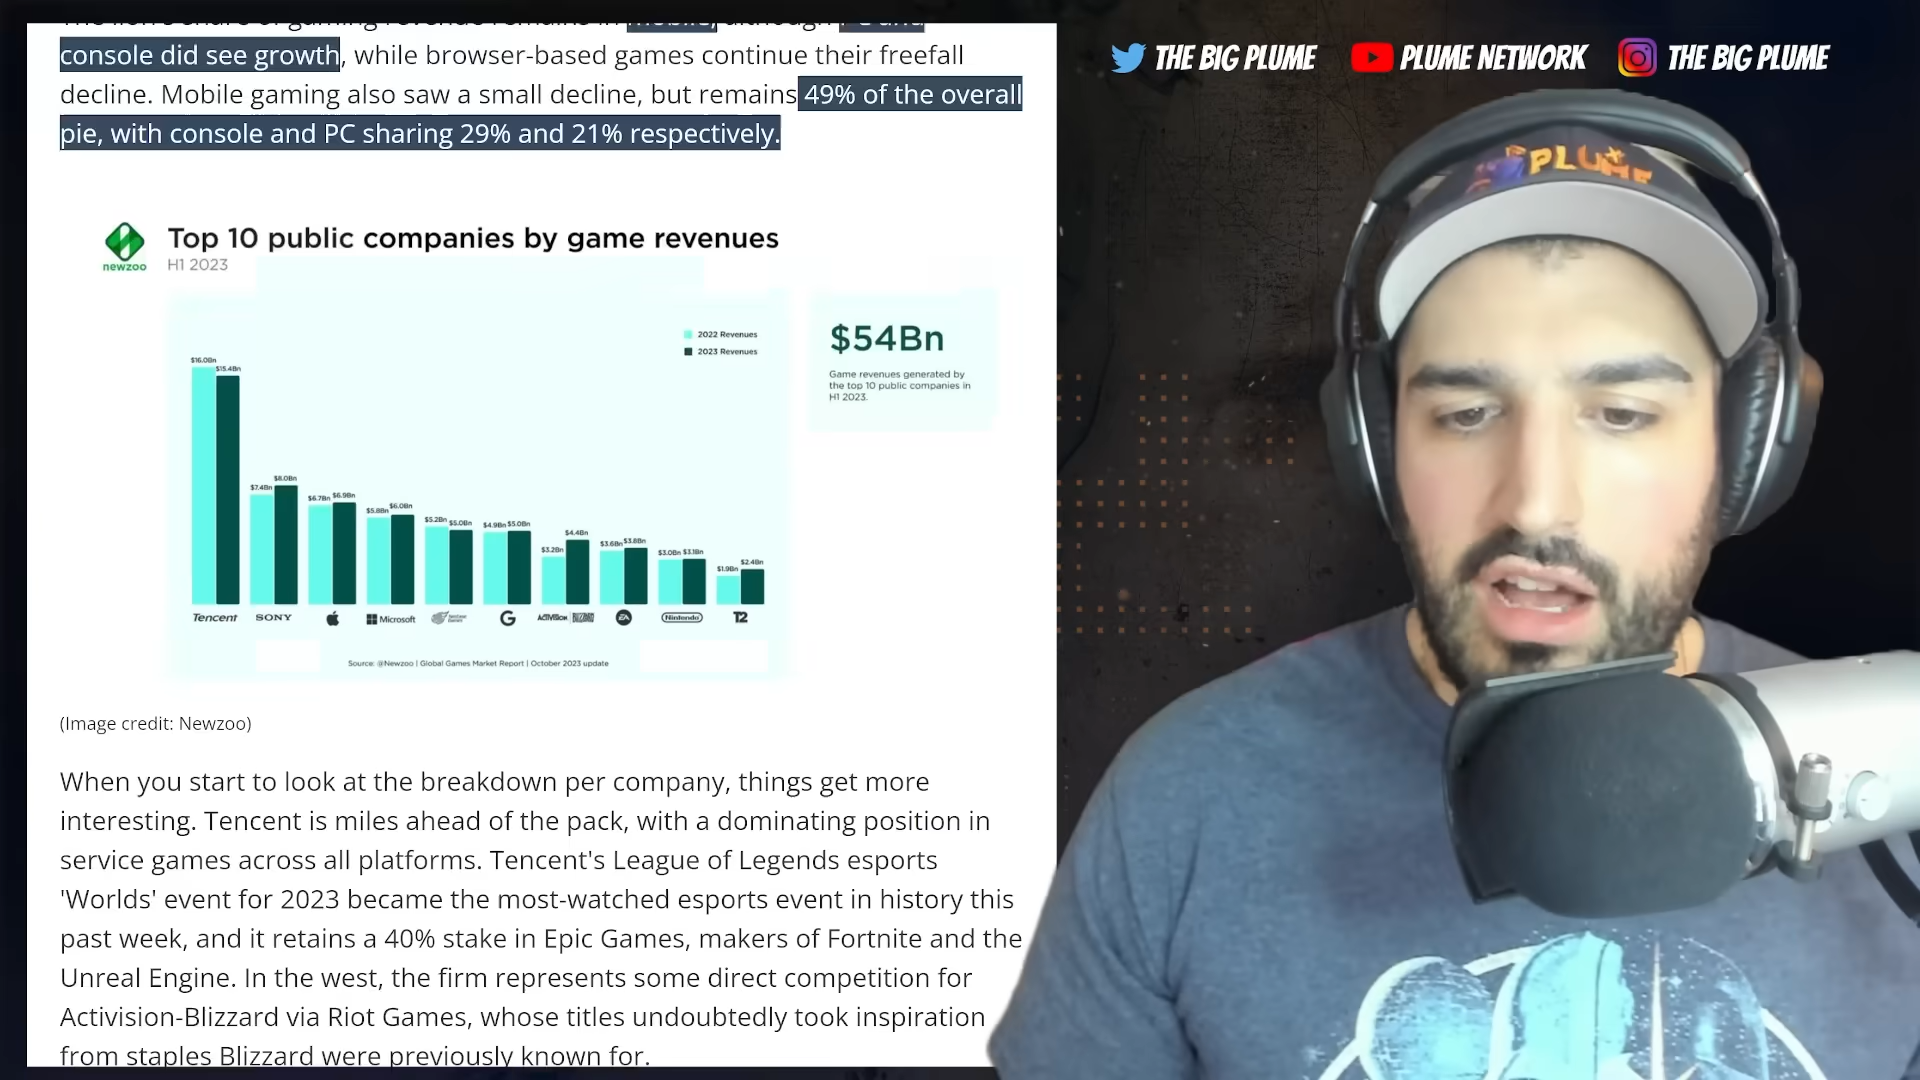 console did see growth, while browser-based games continue their freefall
decline. Mobile gaming also saw a small decline, but remains 49% of the overall
pie, with console and PC sharing 29% and 21% respectively.
newzoo
Top 10 public companies by game revenues
H1 2023
2022 Revenues
2023 Revenues
$54Bn
Game revenues generated by
the top 10 public companies in
H1 2023.
$16.0Bn $15.4Bn
$7.4Bn $8.0Bn
$6.7Bn $6.9Bn
$5.8Bn $6.0Bn
$5.2Bn $5.0Bn
$4.9Bn $5.0Bn
$3.2Bn $4.4Bn
$3.6Bn $3.8Bn
$3.0Bn $3.1Bn
$1.9Bn $2.4Bn
Tencent SONY Microsoft G ACTIVISION BLIZZARD EA Nintendo T2
Source: @Newzoo | Global Games Market Report | October 2023 update
(Image credit: Newzoo)
When you start to look at the breakdown per company, things get more
interesting. Tencent is miles ahead of the pack, with a dominating position in
service games across all platforms. Tencent's League of Legends esports
'Worlds' event for 2023 became the most-watched esports event in history this
past week, and it retains a 40% stake in Epic Games, makers of Fortnite and the
Unreal Engine. In the west, the firm represents some direct competition for
Activision-Blizzard via Riot Games, whose titles undoubtedly took inspiration
from staples Blizzard were previously known for.
THE BIG PLUME PLUME NETWORK THE BIG PLUME
PLUME